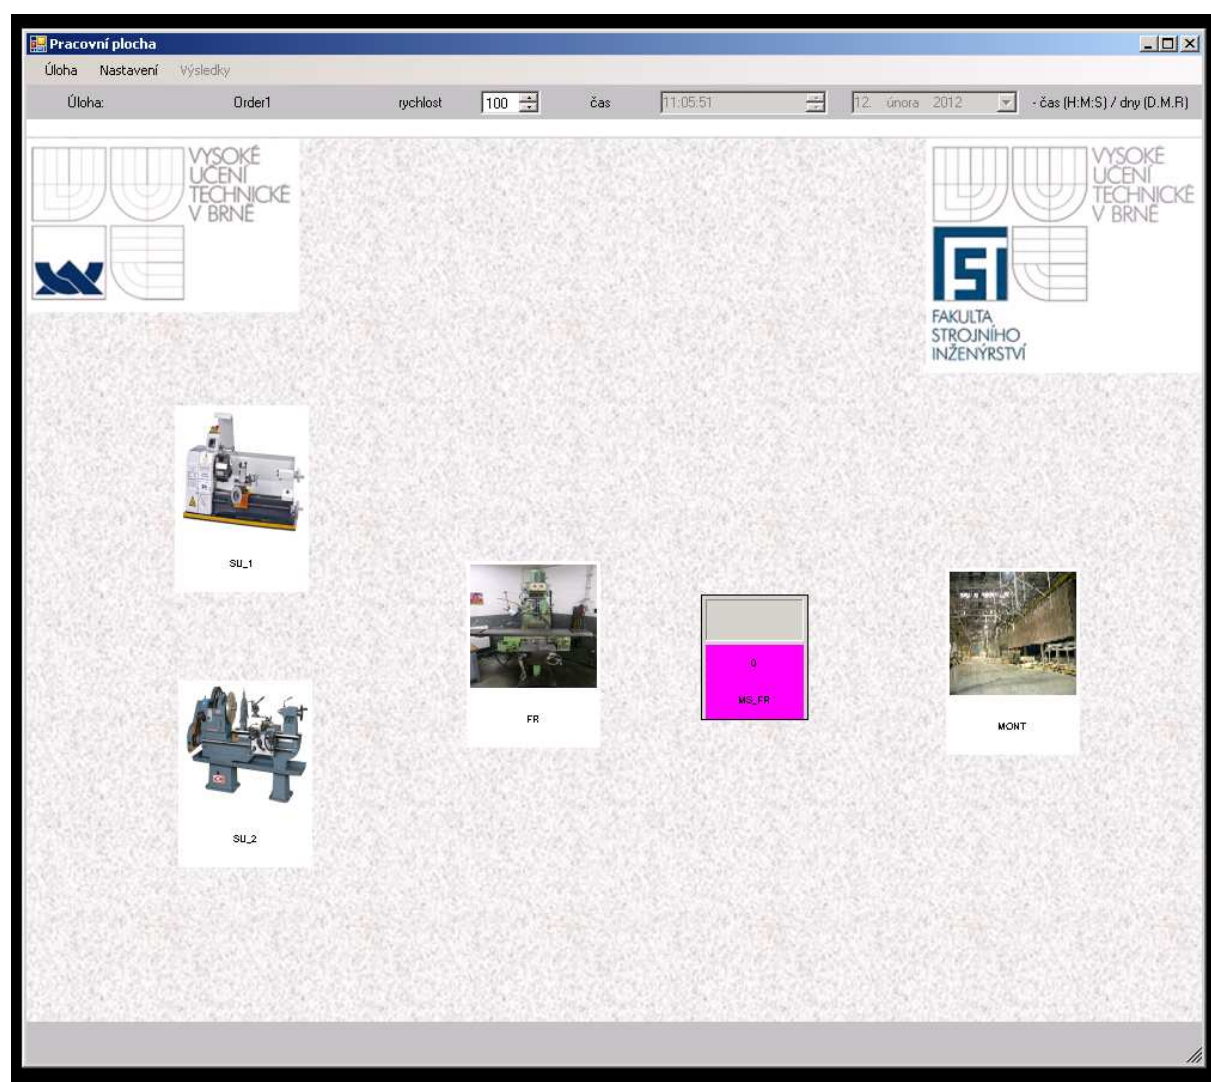 Pracovní plocha
Úloha Nastavení Výsledky
Úloha: Order1 rychlost 100 čas 11:05:51 12. února 2012 - čas (H:M:S) / dny (D.M.R)
VYSOKÉ
UČENÍ
TECHNICKÉ
V BRNĚ
VYSOKÉ
UČENÍ
TECHNICKÉ
V BRNĚ
FAKULTA
STROJNÍHO
INŽENÝRSTVÍ
SU_1
FR
0
MS_FR
MONT
SU_2